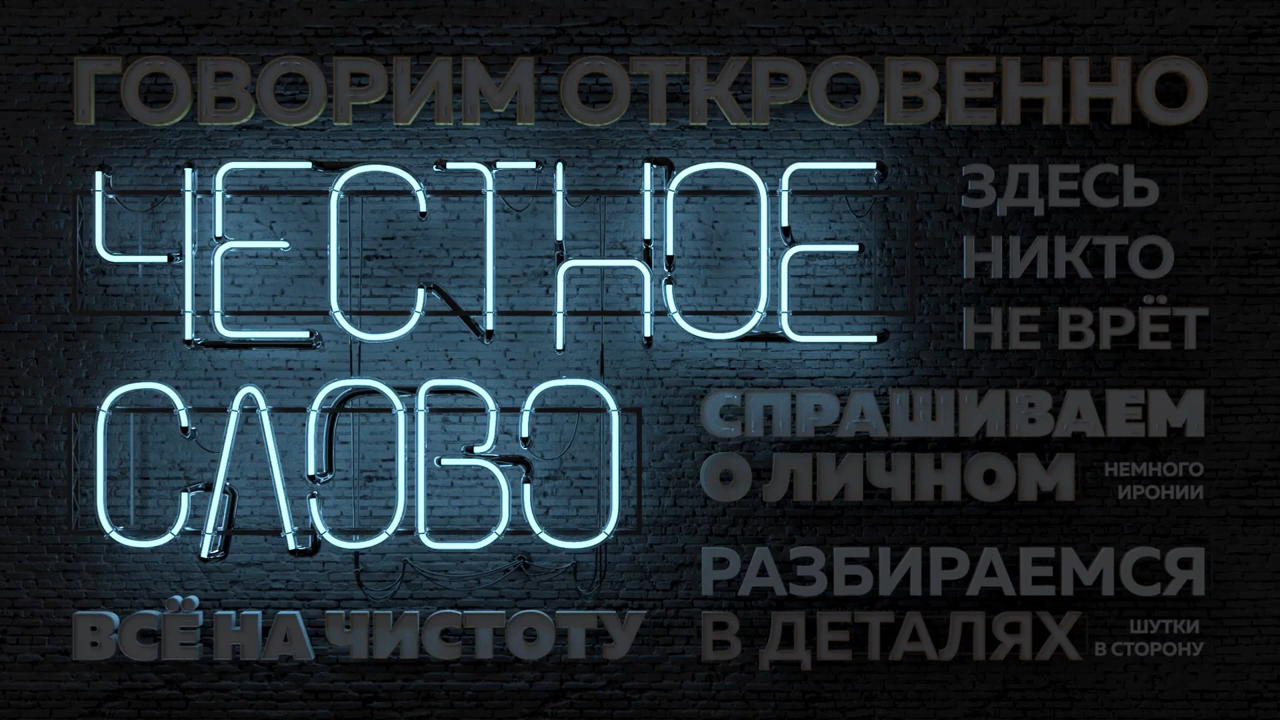 ГОВОРИМ ОТКРОВЕННО
ЧЕСТНОЕ
СЛОВО
ЗДЕСЬ
НИКТО
НЕ ВРЁТ
СПРАШИВАЕМ
О ЛИЧНОМ
НЕМНОГО
ИРОНИИ
РАЗБИРАЕМСЯ
В ДЕТАЛЯХ
ШУТКИ
В СТОРОНУ
ВСЁ НА ЧИСТОТУ